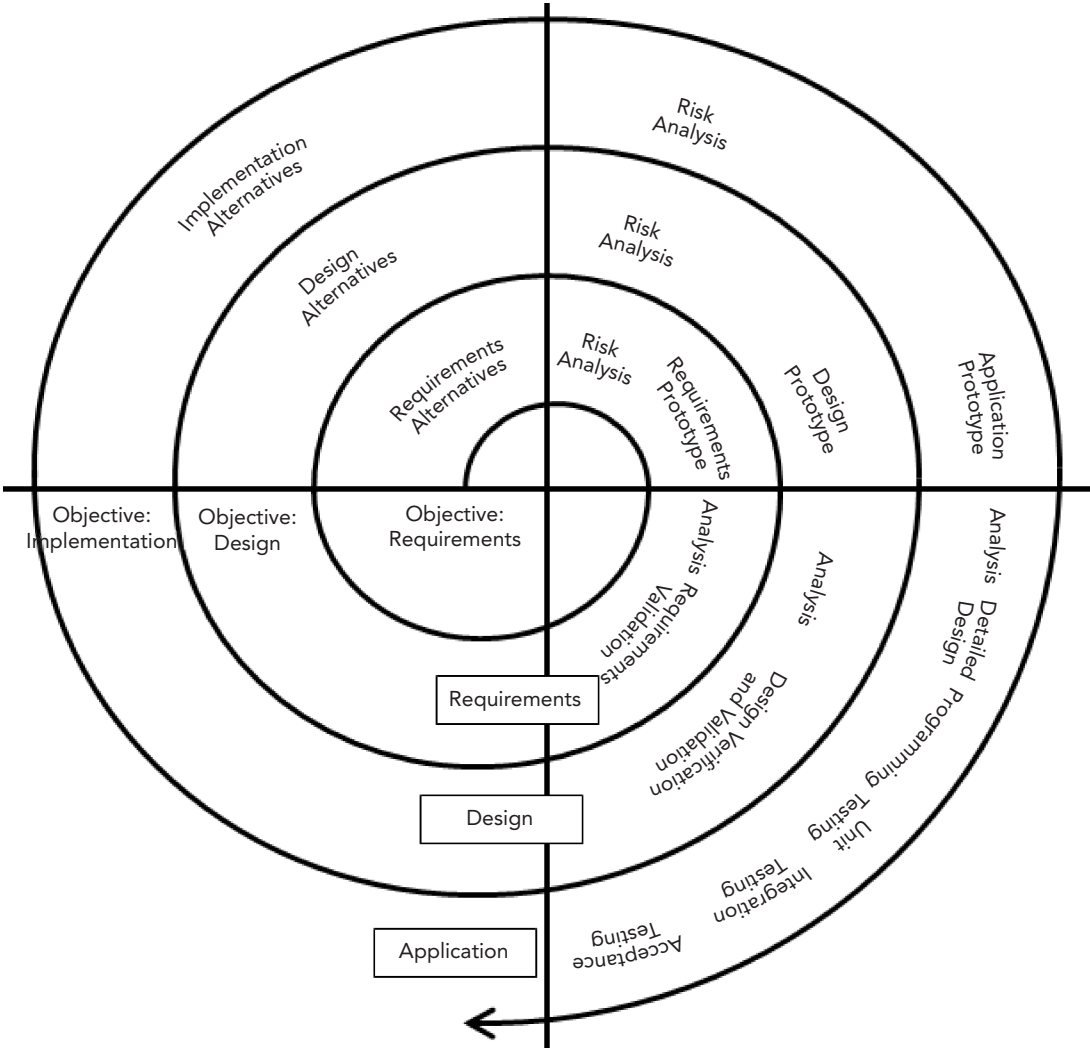 Risk
Analysis
Implementation
Alternatives
Risk
Analysis
Design
Alternatives
Risk
Analysis
Requirements
Alternatives
Requirements
Prototype
Design
Prototype
Application
Prototype
Objective:
Implementation
Objective:
Design
Objective:
Requirements
Analysis
Requirements
Validation
Analysis
Design Verification
and Validation
Analysis
Detailed
Design
Programming
Unit
Testing
Integration
Testing
Acceptance
Testing
Requirements
Design
Application